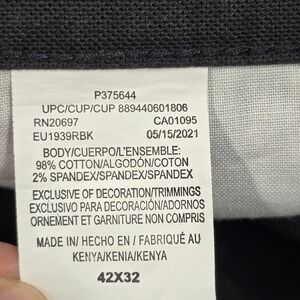 P375644
UPC/CUP/CUP 889440601806
RN20697 CA01095
EU1939RBK 05/15/2021
BODY/CUERPO/L'ENSEMBLE:
98% COTTON/ALGODÓN/COTON
2% SPANDEX/SPANDEX/SPANDEX
EXCLUSIVE OF DECORATION/TRIMMINGS
EXCLUSIVO PARA DECORACIÓN/ADORNOS
ORNEMENT ET GARNITURE NON COMPRIS
MADE IN/ HECHO EN / FABRIQUÉ AU
KENYA/KENIA/KENYA
42X32